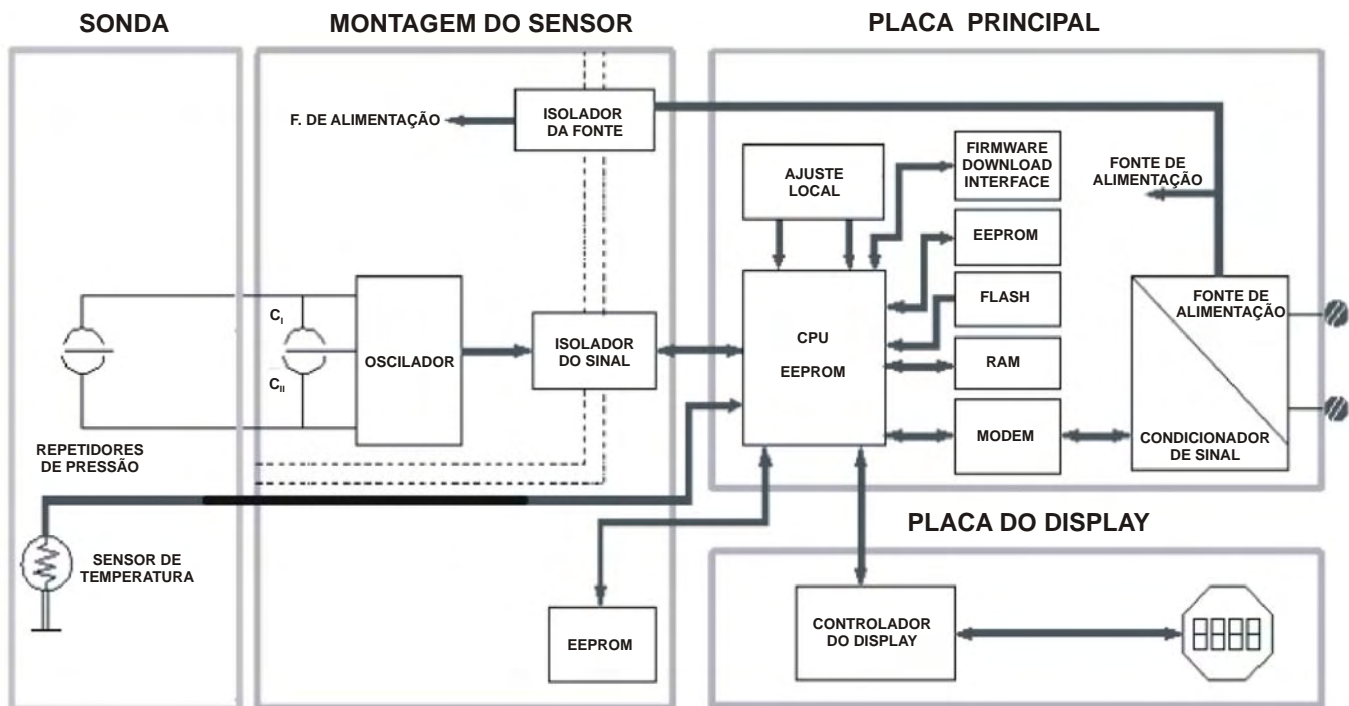 SONDA
MONTAGEM DO SENSOR
PLACA PRINCIPAL
F. DE ALIMENTAÇÃO
ISOLADOR
DA FONTE
AJUSTE
LOCAL
FIRMWARE
DOWNLOAD
INTERFACE
FONTE DE
ALIMENTAÇÃO
EEPROM
FLASH
RAM
MODEM
CPU
EEPROM
FONTE DE
ALIMENTAÇÃO
CONDICIONADOR
DE SINAL
CI
CII
OSCILADOR
ISOLADOR
DO SINAL
REPETIDORES
DE PRESSÃO
SENSOR DE
TEMPERATURA
EEPROM
PLACA DO DISPLAY
CONTROLADOR
DO DISPLAY
8888